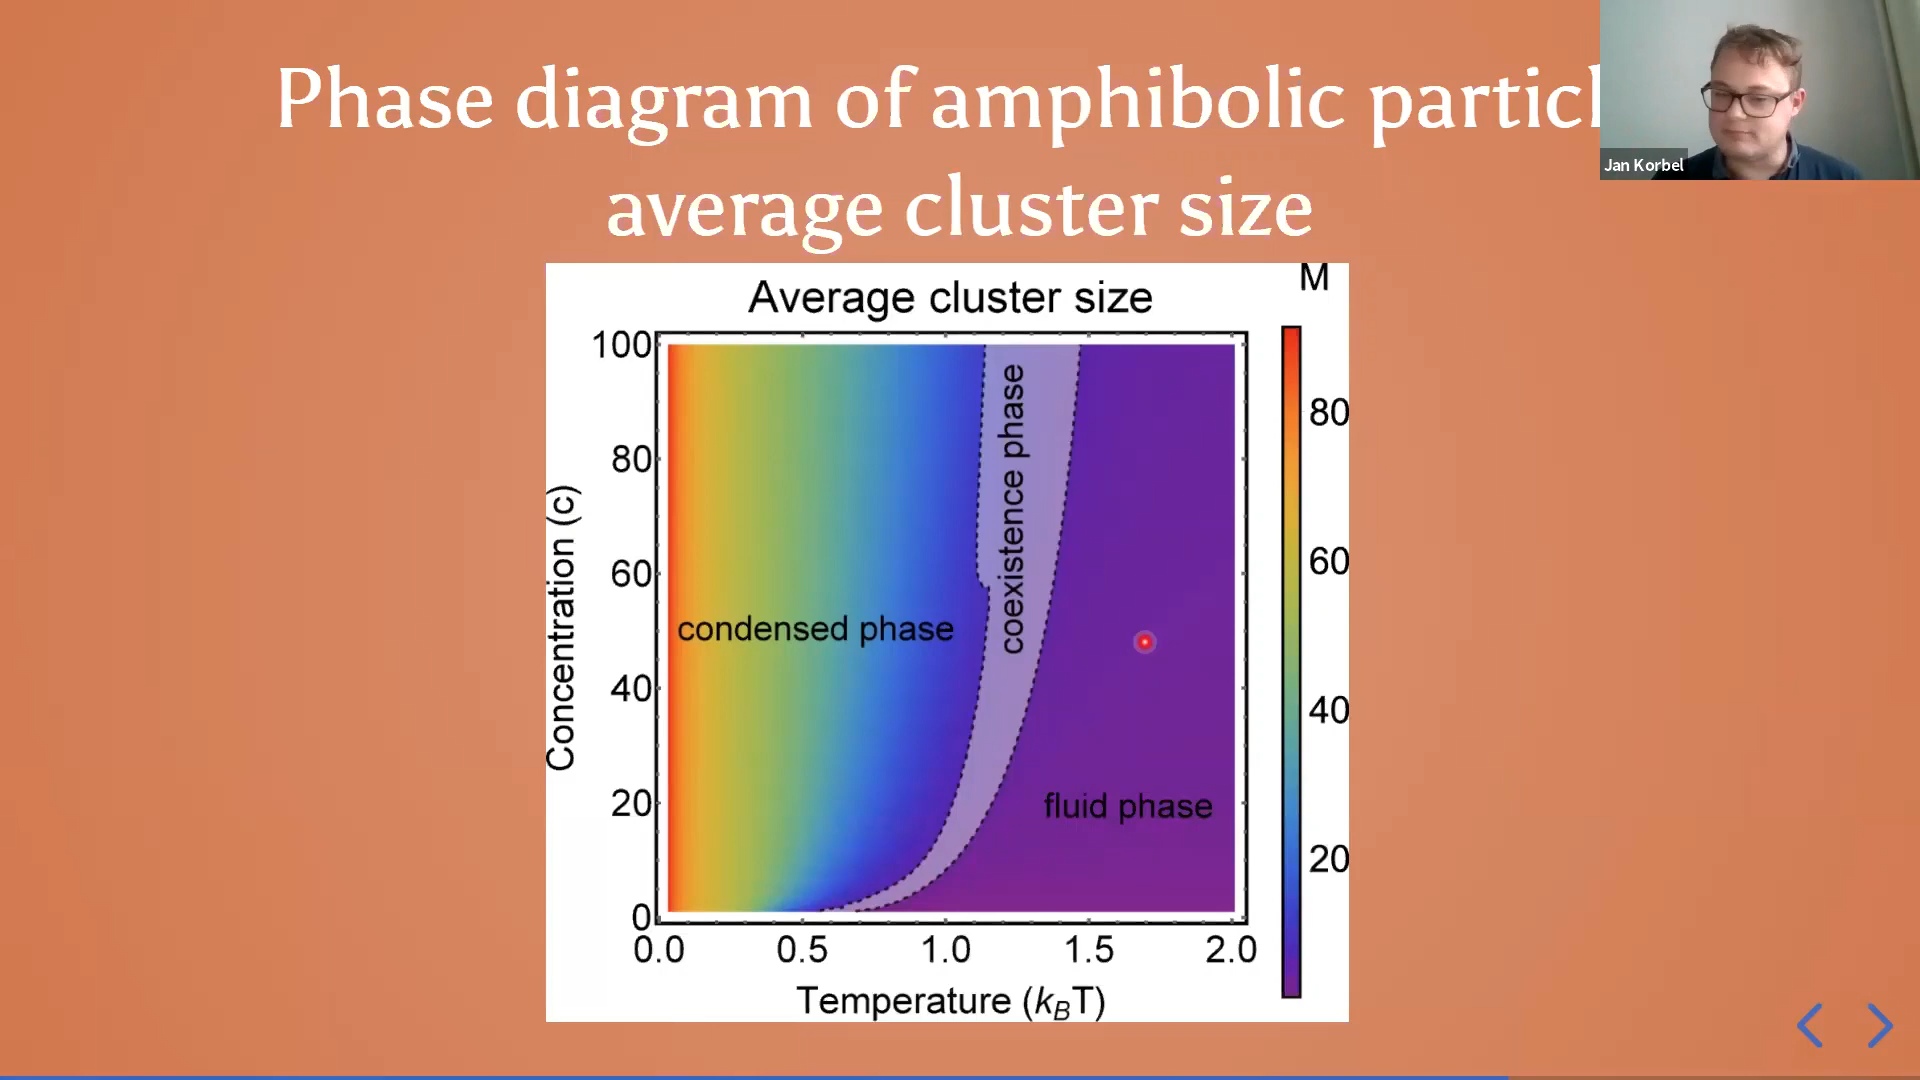 Phase diagram of amphibolic
average cluster size
Jan Korbel
Average cluster size
M
100
80
60
40
20
0
Concentration (c)
0.0 0.5 1.0 1.5 2.0
Temperature (kBT)
condensed phase
coexistence phase
fluid phase
80
60
40
20